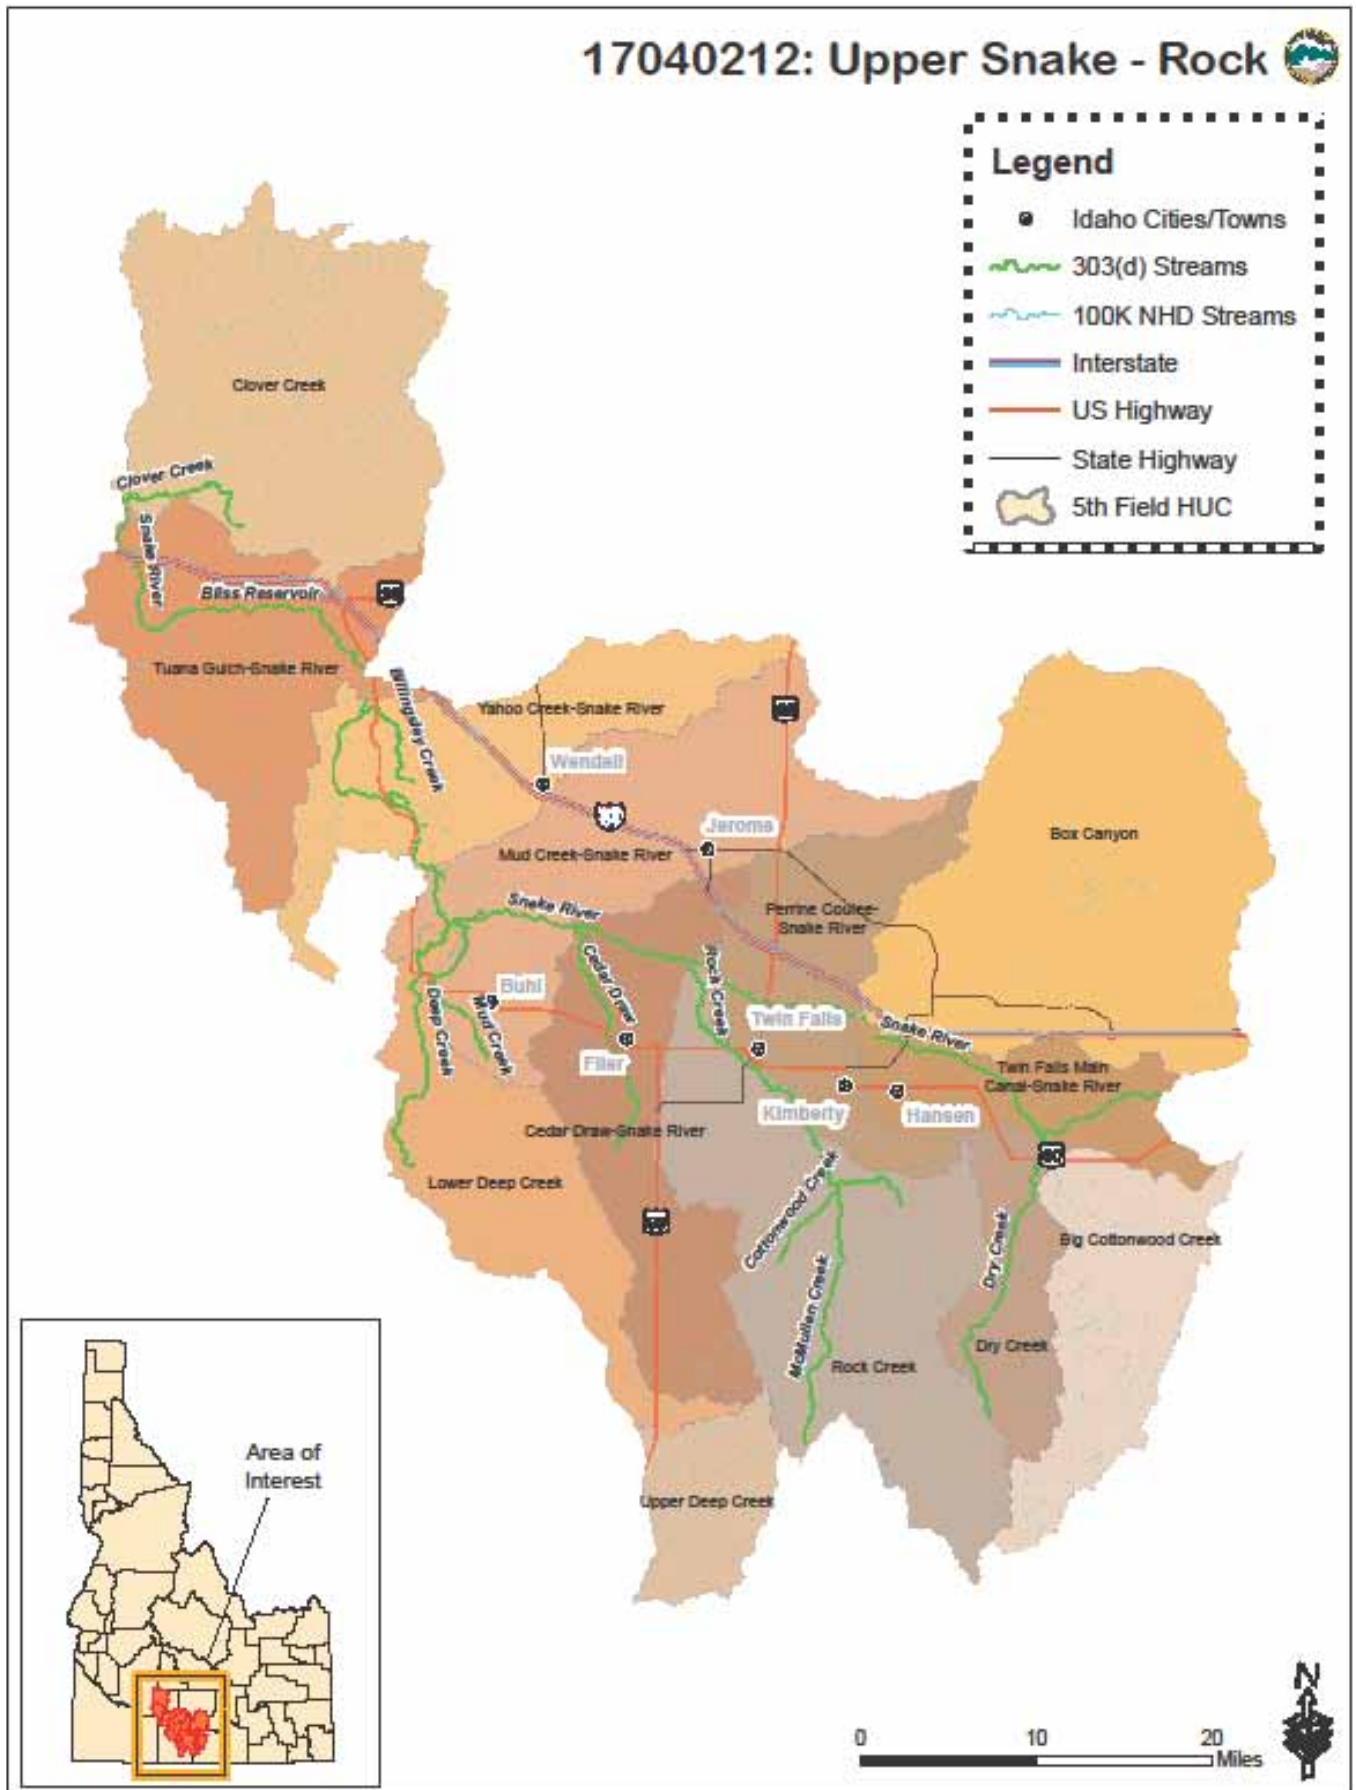 17040212: Upper Snake - Rock
Legend
Idaho Cities/Towns
303(d) Streams
100K NHD Streams
Interstate
US Highway
State Highway
5th Field HUC
Clover Creek
Clover Creek
Snake River
Bliss Reservoir
Tuana Gulch-Snake River
Billingsley Creek
Yahoo Creek-Snake River
Wendell
Jerome
Box Canyon
Mud Creek-Snake River
Snake River
Perrine Coulee-
Snake River
Cedar Draw
Rock Creek
Buhl
Deep Creek
Mud Creek
Twin Falls
Snake River
Filer
Twin Falls Main
Canal-Snake River
Kimberly
Hansen
Cedar Draw-Snake River
Lower Deep Creek
Cottonwood Creek
Dry Creek
Big Cottonwood Creek
McMullen Creek
Rock Creek
Dry Creek
Upper Deep Creek
Area of
Interest
N
0 10 20
Miles